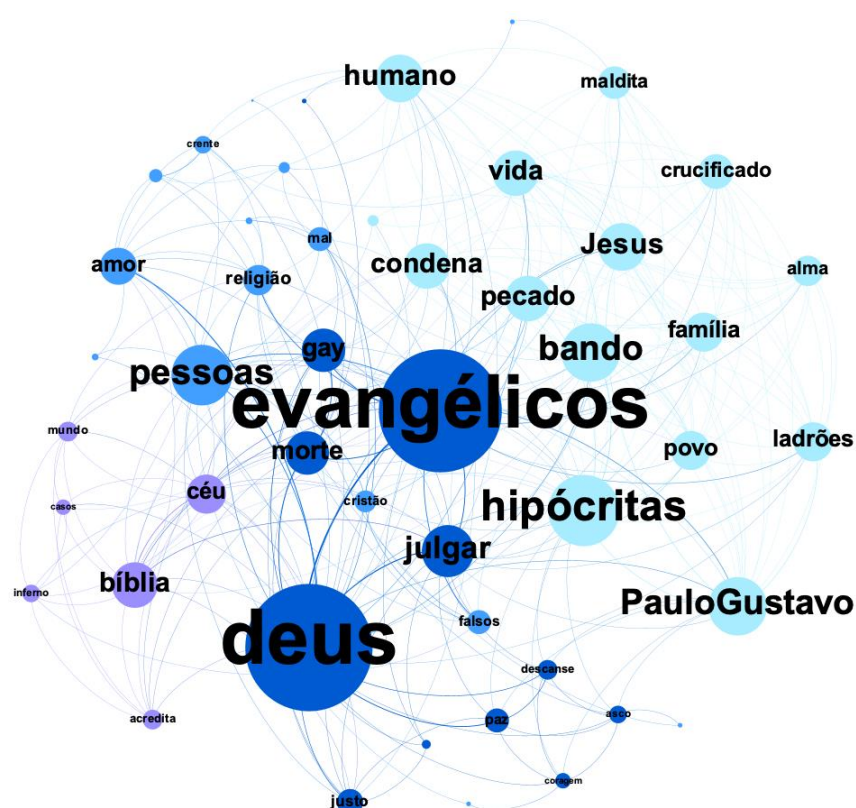 humano
maldita
crente
vida
crucificado
mal
amor
religião
condena
Jesus
alma
pecado
família
gay
bando
pessoas
evangélicos
mundo
morte
povo
ladrões
céu
casos
cristão
hipócritas
julgar
bíblia
inferno
PauloGustavo
falsos
deus
descanse
acredita
paz
asco
coragem
justo